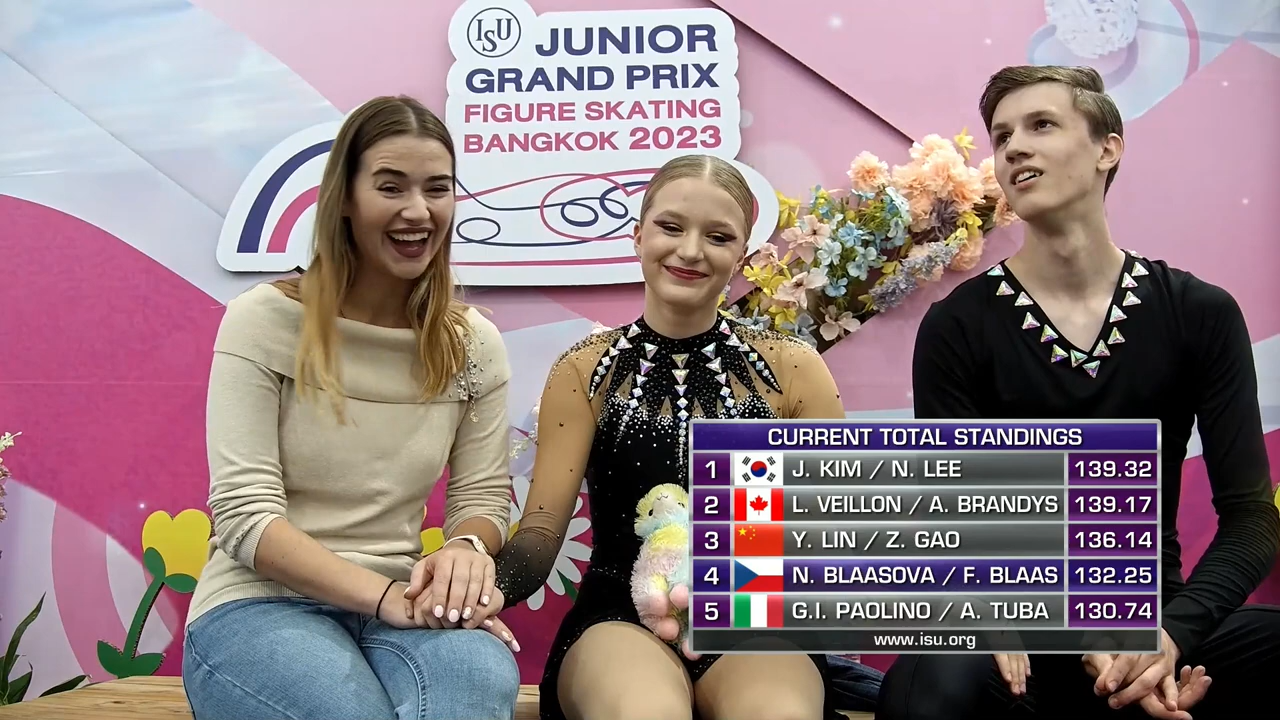 ISU
JUNIOR
GRAND PRIX
FIGURE SKATING
BANGKOK 2023
CURRENT TOTAL STANDINGS
1 J. KIM / N. LEE 139.32
2 L. VEILLON / A. BRANDYS 139.17
3 Y. LIN / Z. GAO 136.14
4 N. BLAASOVA / F. BLAAS 132.25
5 G.I. PAOLINO / A. TUBA 130.74
www.isu.org